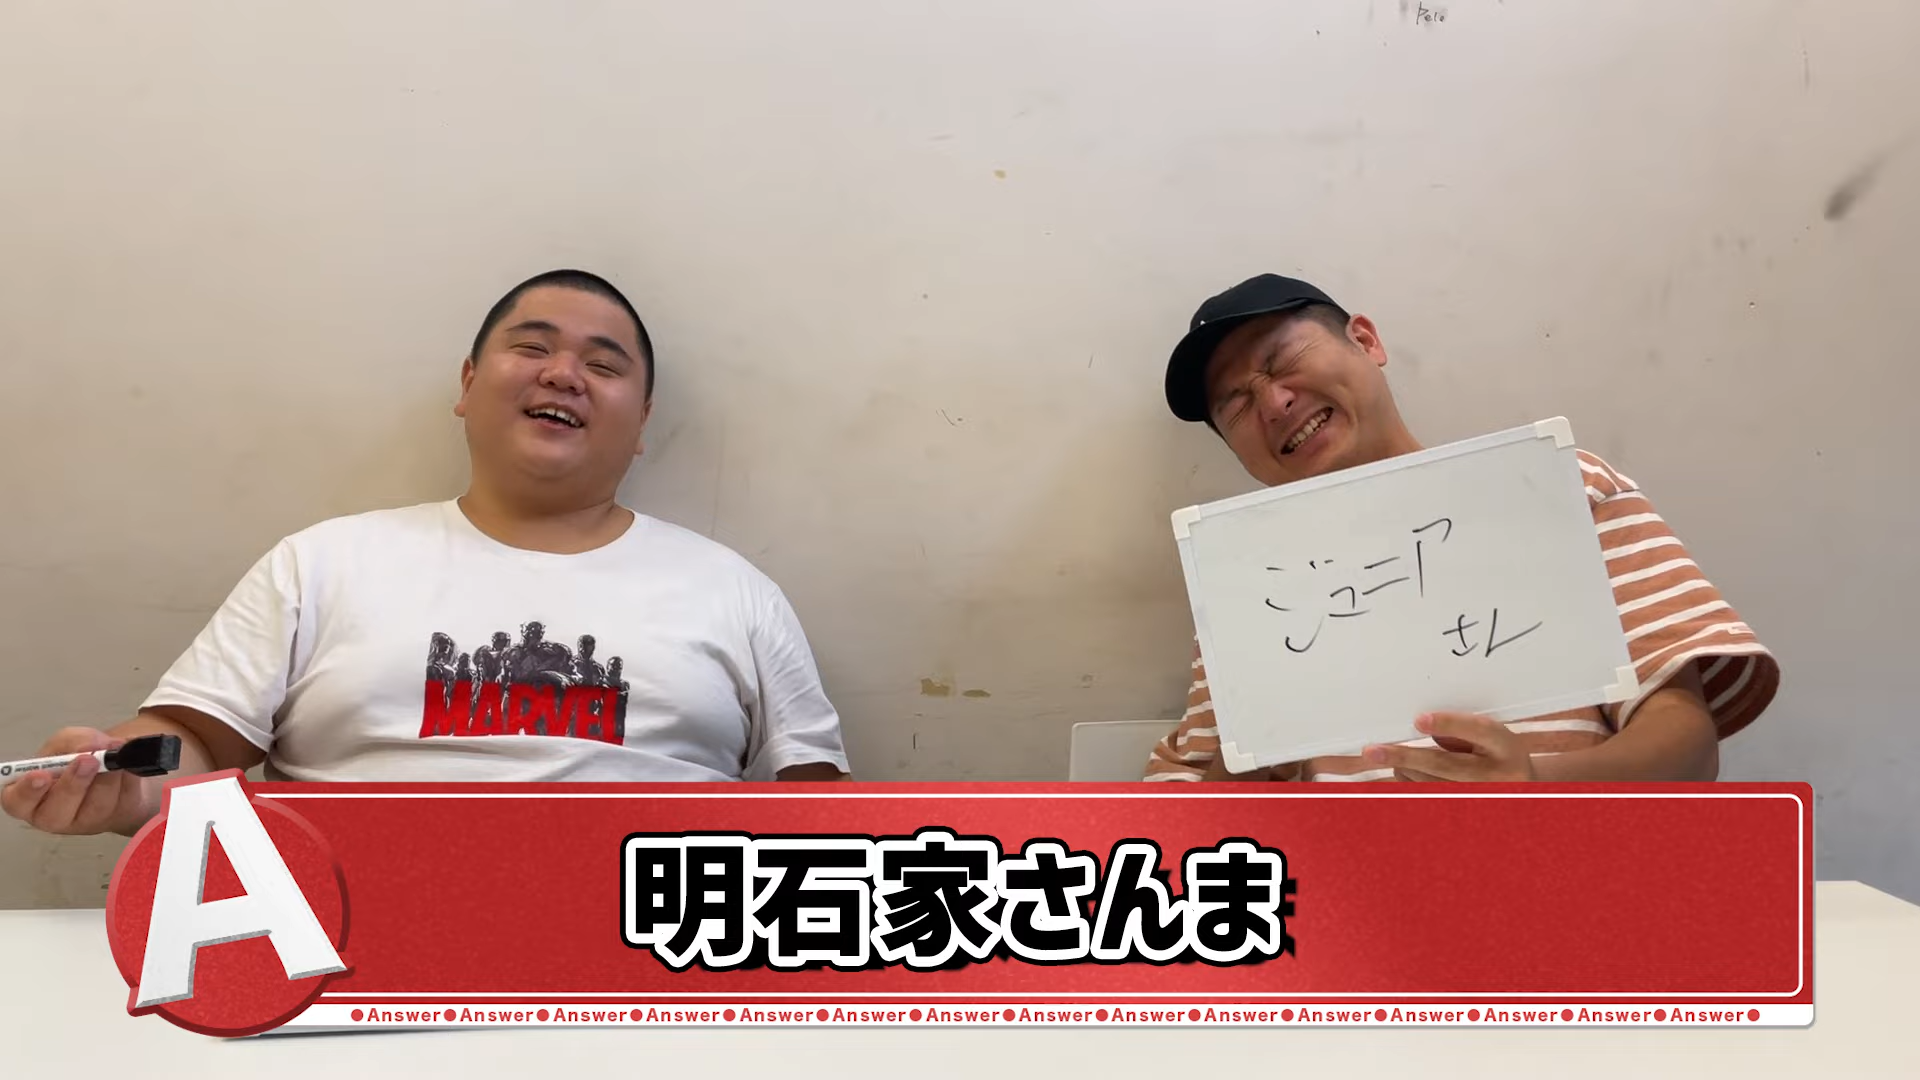 Pelo
ジュニア
さん
MARVEL
A
明石家さんま
●Answer●Answer●Answer●Answer●Answer●Answer●Answer●Answer●Answer●Answer●Answer●Answer●Answer●Answer●Answer●